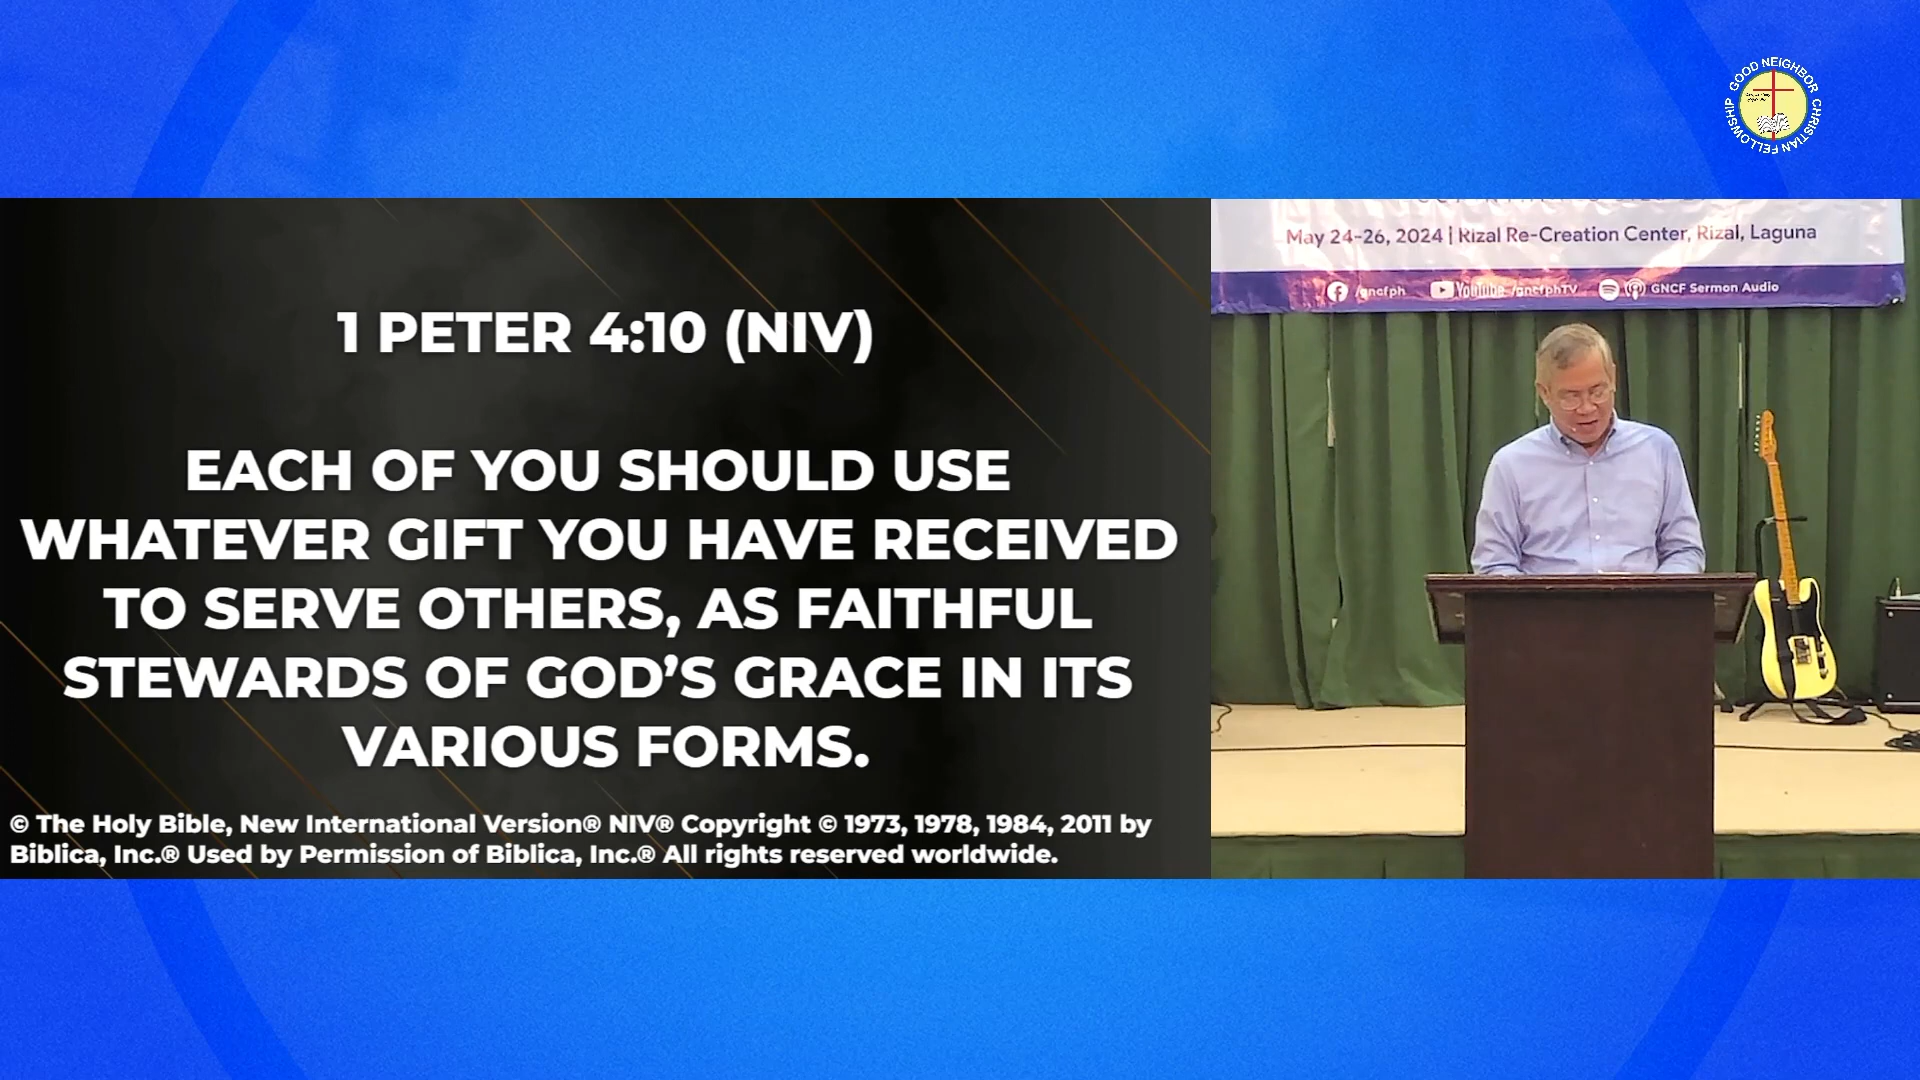 GOOD NEIGHBOR CHRISTIAN FELLOWSHIP
1 PETER 4:10 (NIV)
EACH OF YOU SHOULD USE
WHATEVER GIFT YOU HAVE RECEIVED
TO SERVE OTHERS, AS FAITHFUL
STEWARDS OF GOD’S GRACE IN ITS
VARIOUS FORMS.
© The Holy Bible, New International Version® NIV® Copyright © 1973, 1978, 1984, 2011 by
Biblica, Inc.® Used by Permission of Biblica, Inc.® All rights reserved worldwide.
May 24-26, 2024 | Rizal Re-Creation Center, Rizal, Laguna
/gncfph YouTube /gncfphTV GNCF Sermon Audio